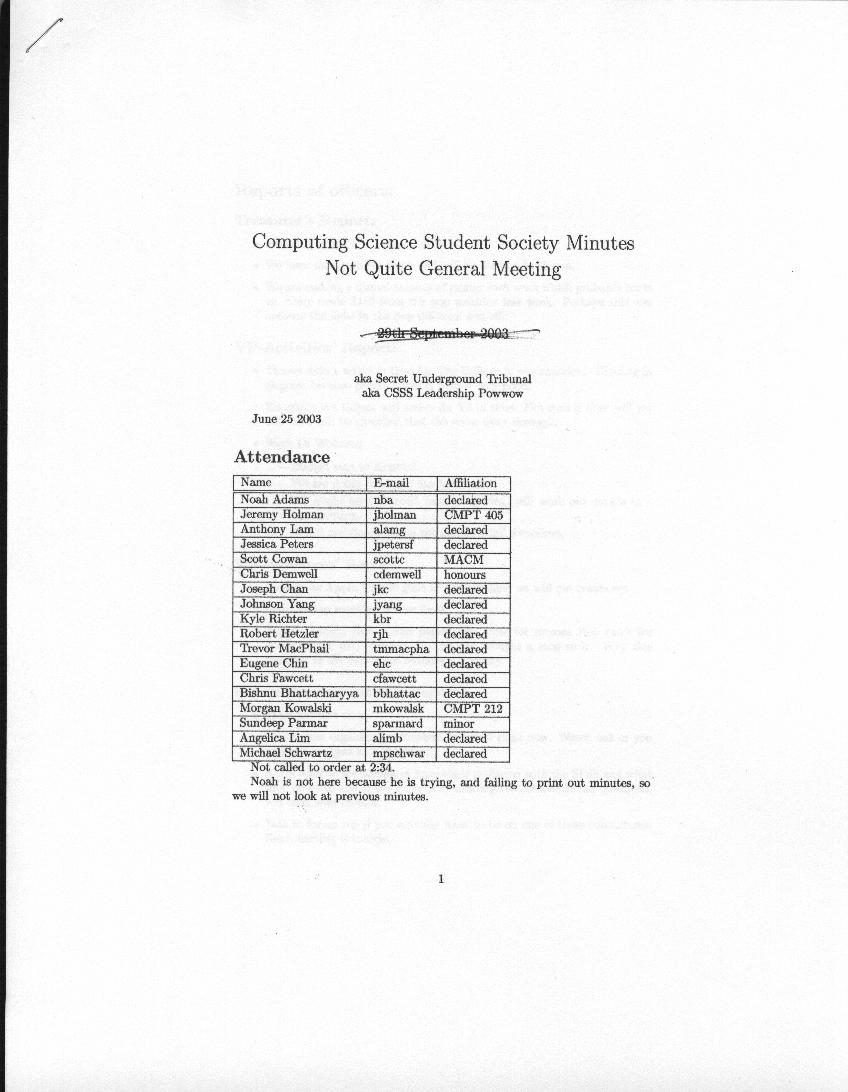 Computing Science Student Society Minutes
Not Quite General Meeting
29th September 2003
aka Secret Underground Tribunal
aka CSSS Leadership Powwow
June 25 2003
Attendance
Name E-mail Affiliation
Noah Adams nba declared
Jeremy Holman jholman CMPT 405
Anthony Lam alamg declared
Jessica Peters jpetersf declared
Scott Cowan scottc MACM
Chris Demwell cdemwell honours
Joseph Chan jkc declared
Johnson Yang jyang declared
Kyle Richter kbr declared
Robert Hetzler rjh declared
Trevor MacPhail tmmacpha declared
Eugene Chin ehc declared
Chris Fawcett cfawcett declared
Bishnu Bhattacharyya bbhattac declared
Morgan Kowalski mkowalsk CMPT 212
Sundeep Parmar sparmard minor
Angelica Lim alimb declared
Michael Schwartz mpschwar declared
Not called to order at 2:34.
Noah is not here because he is trying, and failing to print out minutes, so
we will not look at previous minutes.
1